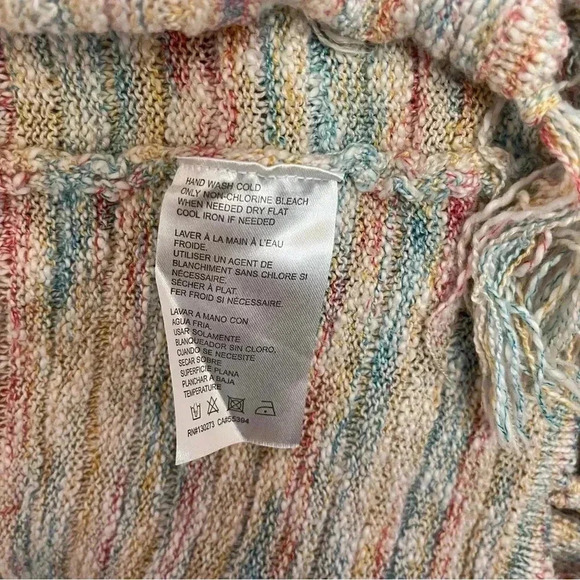 HAND WASH COLD
ONLY NON-CHLORINE BLEACH
WHEN NEEDED DRY FLAT
COOL IRON IF NEEDED
LAVER À LA MAIN À L'EAU
FROIDE.
UTILISER UN AGENT DE
BLANCHIMENT SANS CHLORE SI
NÉCESSAIRE.
SÉCHER À PLAT.
FER FROID SI NÉCESSAIRE.
LAVAR A MANO CON
AGUA FRIA.
USAR SOLAMENTE
BLANQUEADOR SIN CLORO,
CUANDO SE NECESITE
SECAR SOBRE
SUPERFICIE PLANA
PLANCHAR A BAJA
TEMPERATURE
RN#130273 CA#55394